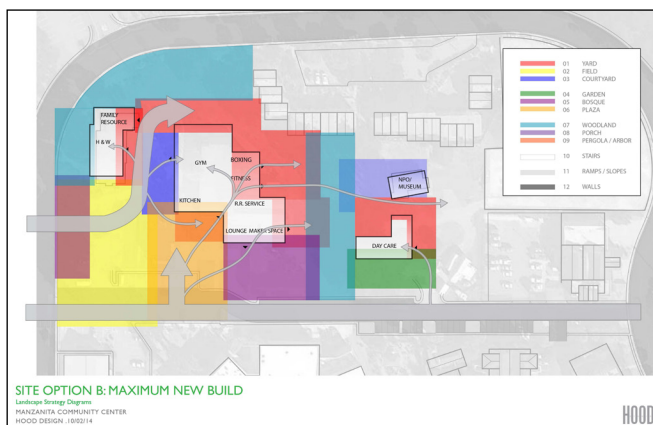 01 YARD
02 FIELD
03 COURTYARD
04 GARDEN
05 BOSQUE
06 PLAZA
07 WOODLAND
08 PORCH
09 PERGOLA / ARBOR
10 STAIRS
11 RAMPS / SLOPES
12 WALLS
FAMILY
RESOURCE
H & W
GYM
BOXING
FITNESS
KITCHEN
R.R. SERVICE
LOUNGE MAKER SPACE
NPO/
MUSEUM
DAY CARE
SITE OPTION B: MAXIMUM NEW BUILD
Landscape Strategy Diagrams
MANZANITA COMMUNITY CENTER
HOOD DESIGN .10/02/14
HOOD